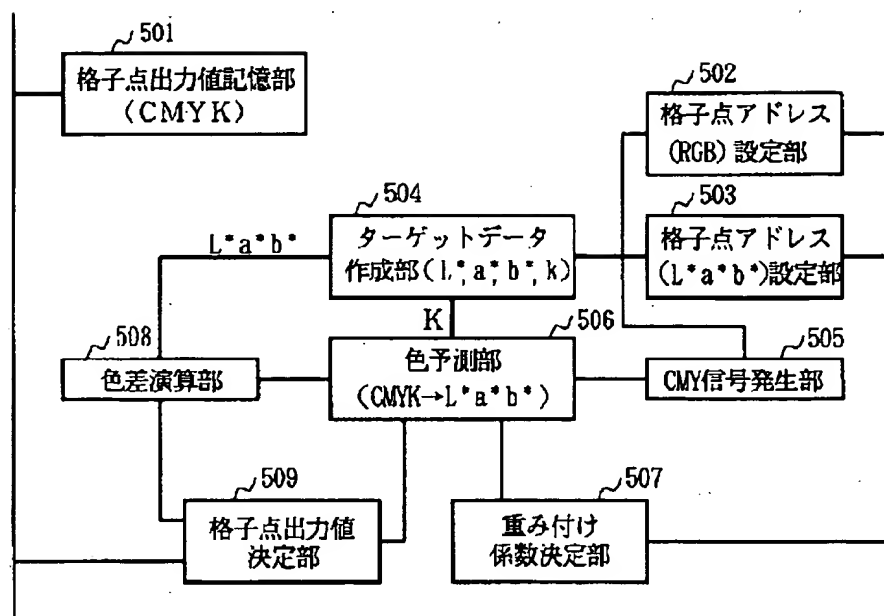 501
格子点出力値記憶部
(CMYK)
502
格子点アドレス
(RGB)設定部
503
格子点アドレス
(L*a*b*)設定部
504
ターゲットデータ
作成部(L*,a*,b*,k)
L*a*b*
K
505
CMY信号発生部
506
色予測部
(CMYK→L*a*b*)
508
色差演算部
509
格子点出力値
決定部
507
重み付け
係数決定部